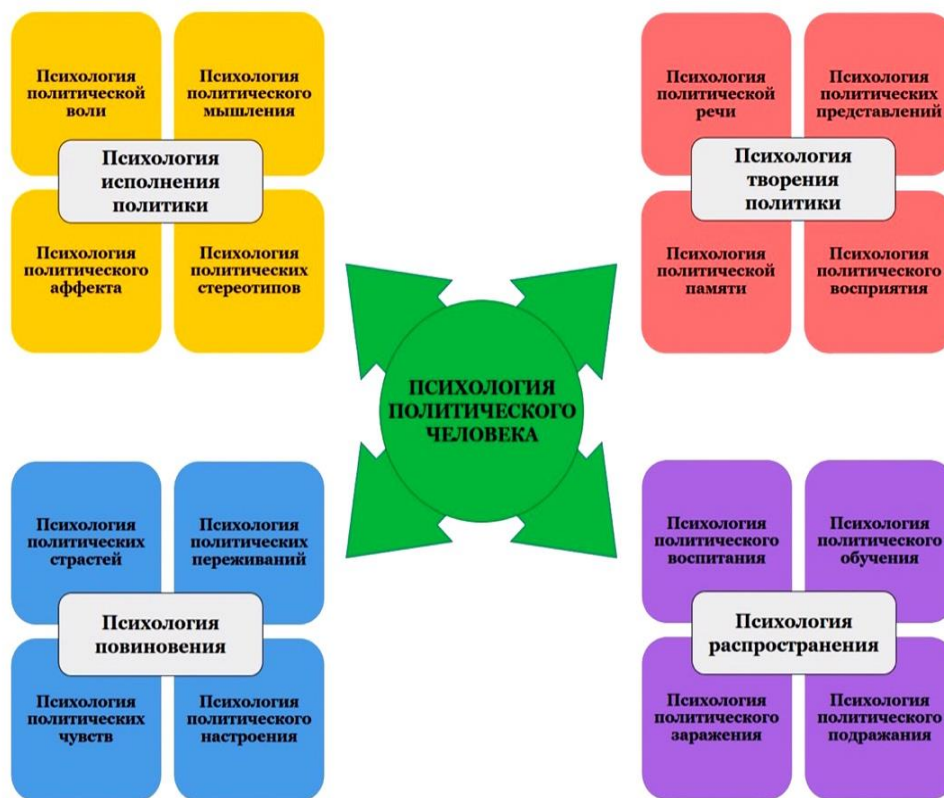 Психология
политической
воли
Психология
политического
мышления
Психология
исполнения
политики
Психология
политического
аффекта
Психология
политических
стереотипов
Психология
политической
речи
Психология
политических
представлений
Психология
творения
политики
Психология
политической
памяти
Психология
политического
восприятия
ПСИХОЛОГИЯ
ПОЛИТИЧЕСКОГО
ЧЕЛОВЕКА
Психология
политических
страстей
Психология
политических
переживаний
Психология
повиновения
Психология
политических
чувств
Психология
политического
настроения
Психология
политического
воспитания
Психология
политического
обучения
Психология
распространения
Психология
политического
заражения
Психология
политического
подражания